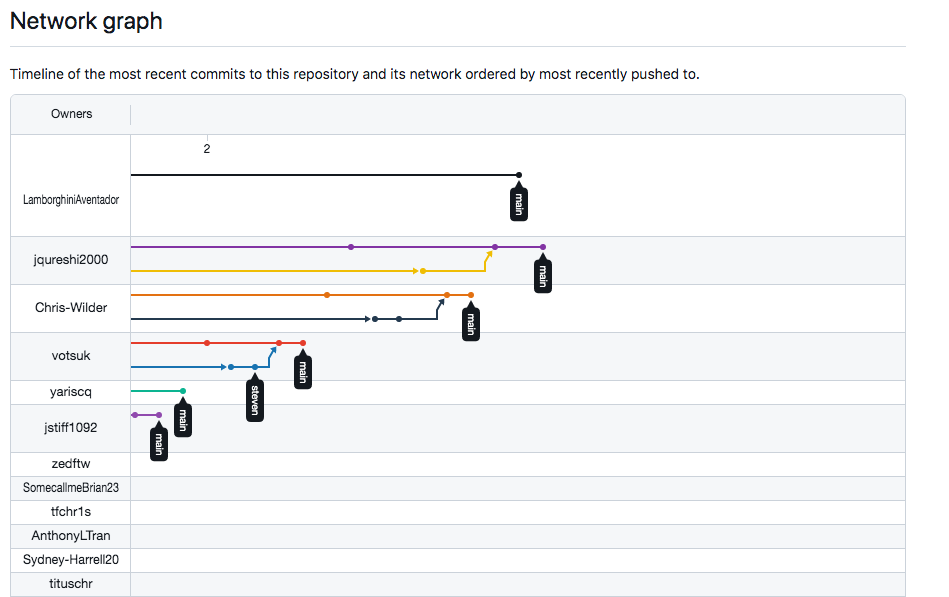 Network graph
Timeline of the most recent commits to this repository and its network ordered by most recently pushed to.
Owners
2
LamborghiniAventador
main
jqureshi2000
main
Chris-Wilder
main
votsuk
main
steven
yariscq
main
jstiff1092
main
zedftw
SomecallmeBrian23
tfchr1s
AnthonyLTran
Sydney-Harrell20
tituschr